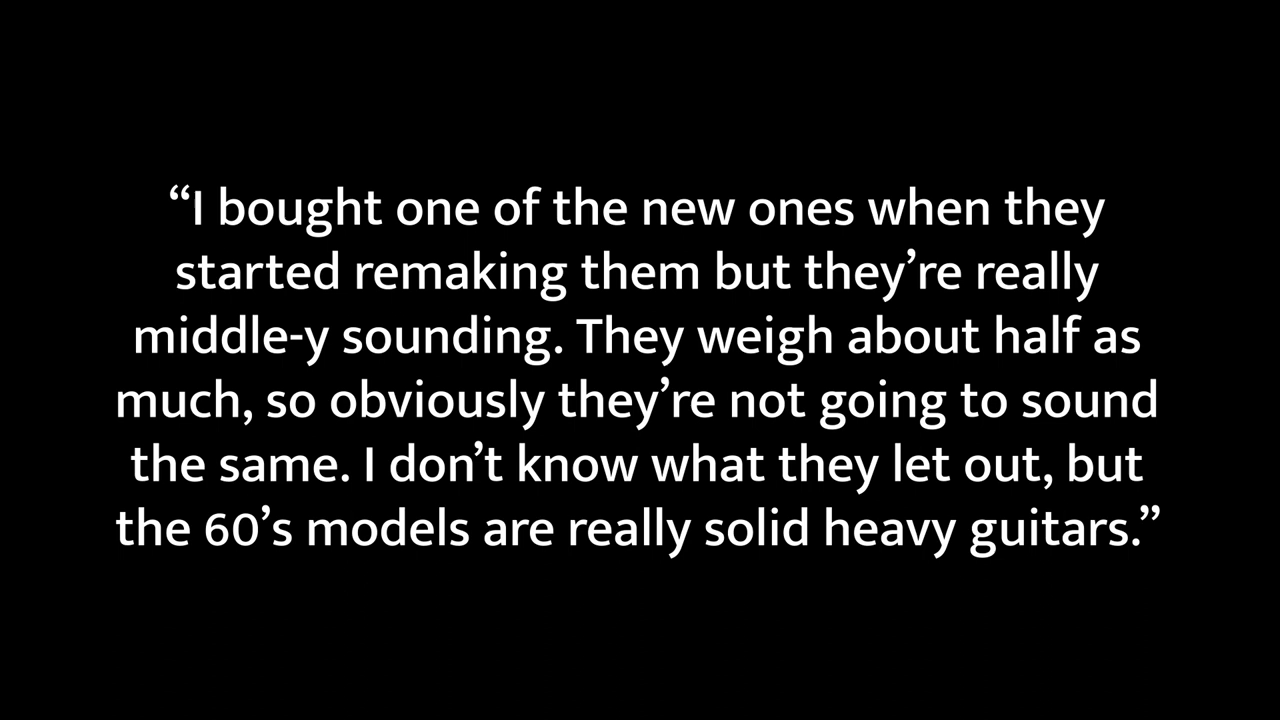 “I bought one of the new ones when they
started remaking them but they’re really
middle-y sounding. They weigh about half as
much, so obviously they’re not going to sound
the same. I don’t know what they let out, but
the 60’s models are really solid heavy guitars.”